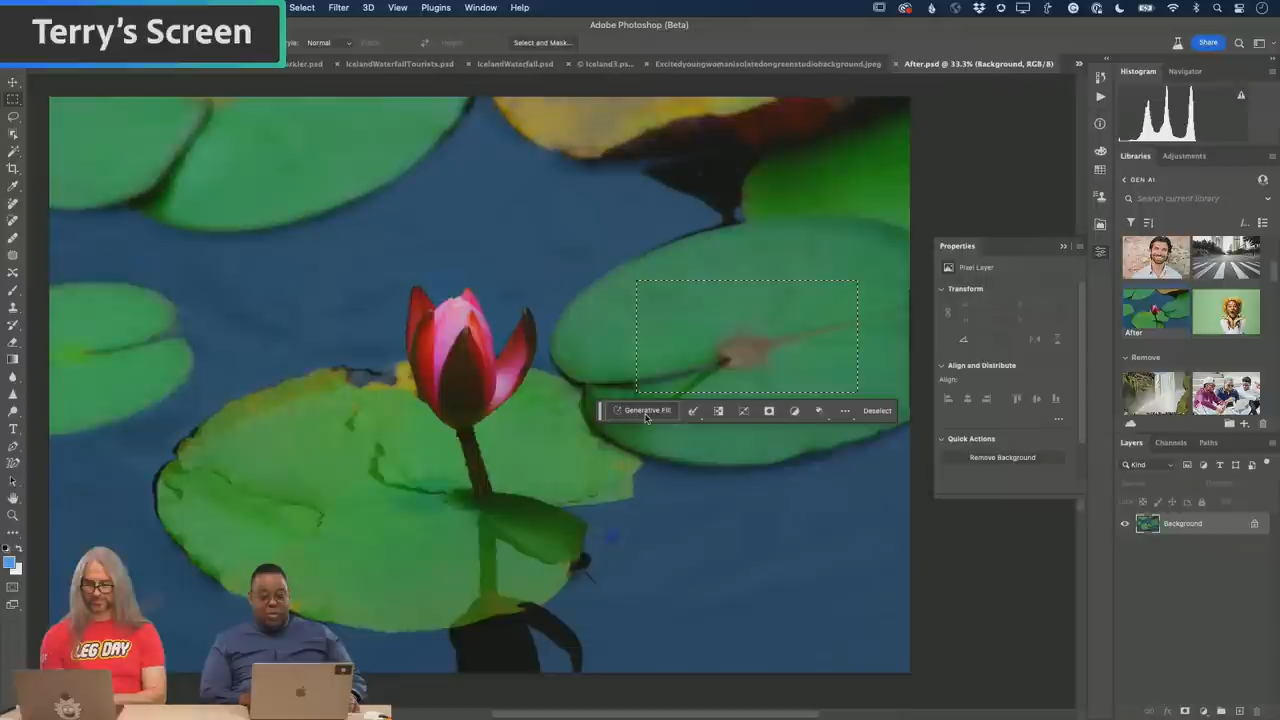 Terry's Screen
Select Filter 3D View Plugins Window Help
Adobe Photoshop (Beta)
Normal
Select and Mask...
Share
IcelandWaterfallTourists.psd
IcelandWaterfall.psd
© Iceland3.ps...
Excitedyoungwomanisolatedongreenstudiobackground.jpeg
After.psd @ 33.3% (Background, RGB/8)
Histogram Navigator
Libraries Adjustments
GEN AI
Search current library
After
Remove
Properties
Pixel Layer
Transform
Align and Distribute
Align:
Quick Actions
Remove Background
Generative Fill
Deselect
Layers Channels Paths
Kind
Background
LEG DAY